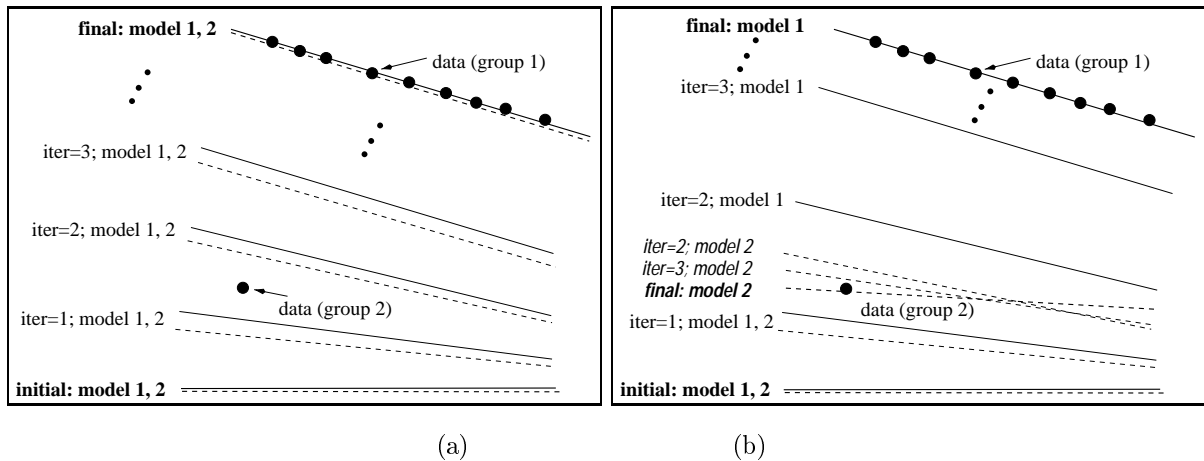 final: model 1, 2
data (group 1)
iter=3; model 1, 2
iter=2; model 1, 2
data (group 2)
iter=1; model 1, 2
initial: model 1, 2
(a)
final: model 1
data (group 1)
iter=3; model 1
iter=2; model 1
iter=2; model 2
iter=3; model 2
final: model 2
data (group 2)
iter=1; model 1, 2
initial: model 1, 2
(b)